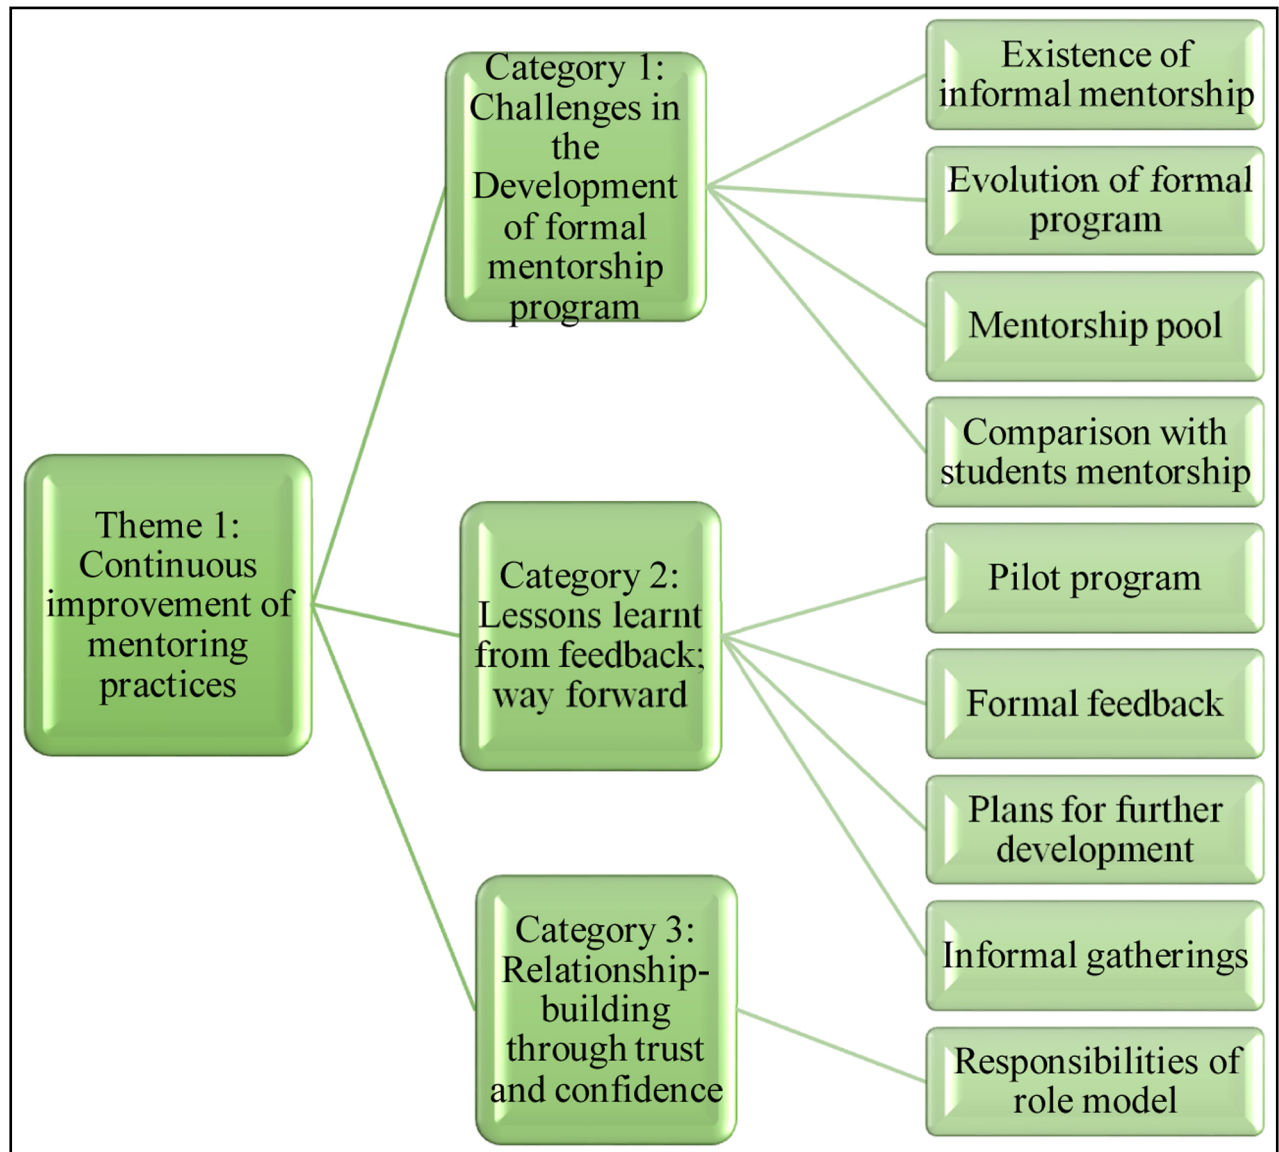 Theme 1:
Continuous
improvement of
mentoring
practices
Category 1:
Challenges in
the
Development
of formal
mentorship
program
Existence of
informal mentorship
Evolution of formal
program
Mentorship pool
Comparison with
students mentorship
Category 2:
Lessons learnt
from feedback;
way forward
Pilot program
Formal feedback
Plans for further
development
Informal gatherings
Category 3:
Relationship-
building
through trust
and confidence
Responsibilities of
role model